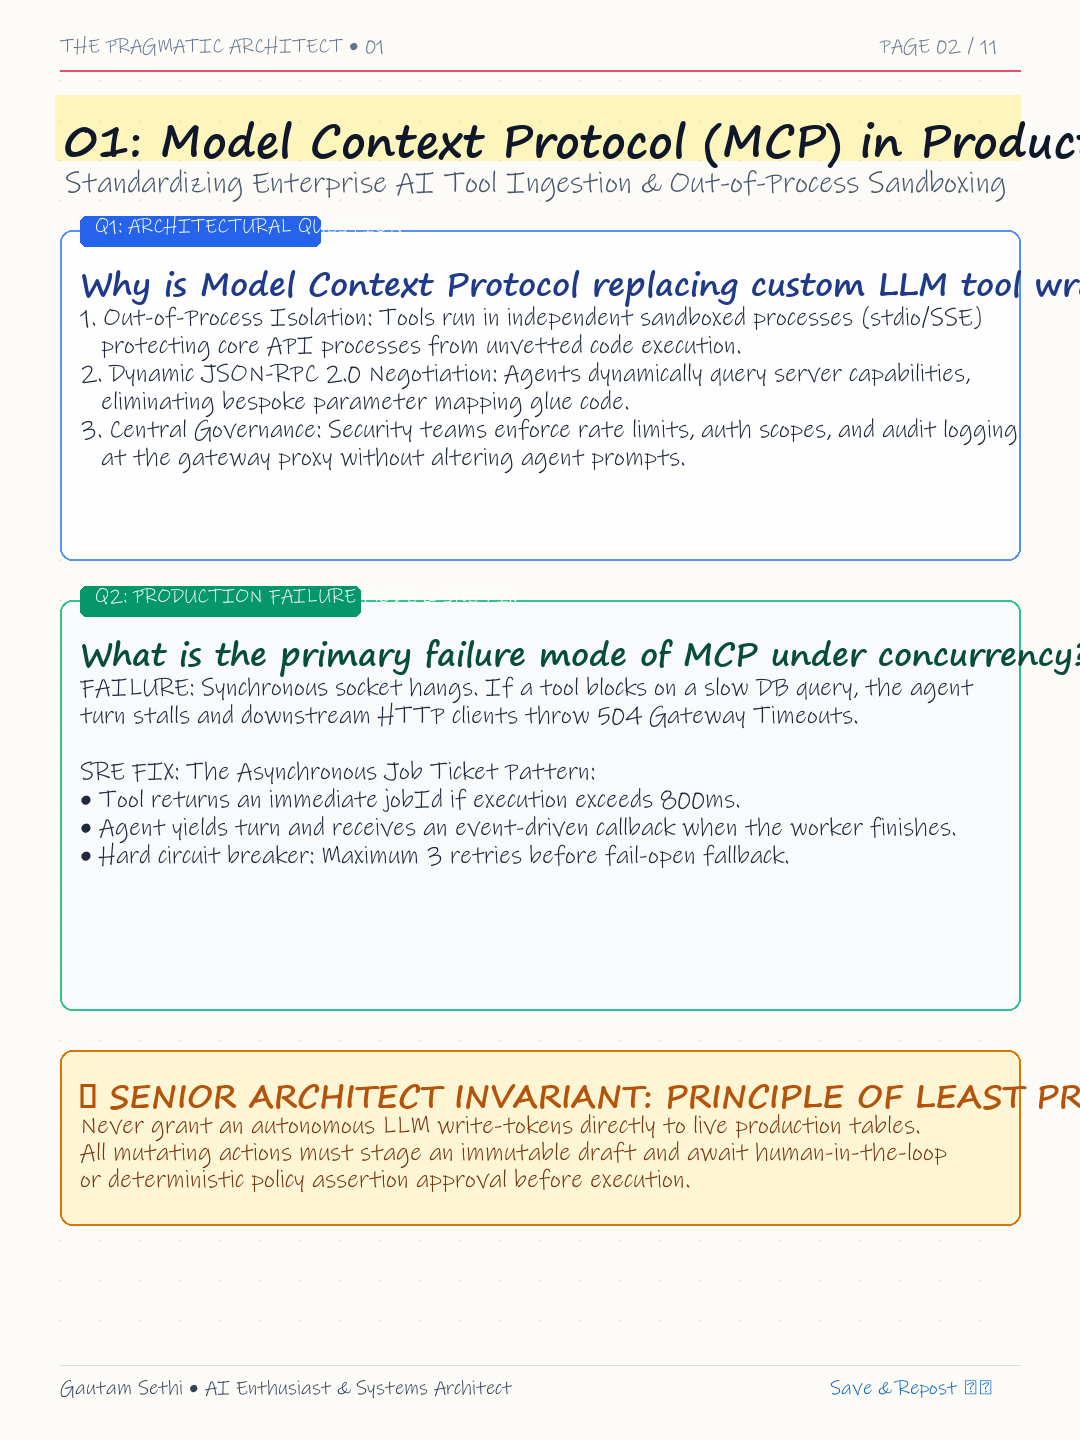 THE PRAGMATIC ARCHITECT • 01
PAGE 02 / 11
01: Model Context Protocol (MCP) in Product
Standardizing Enterprise AI Tool Ingestion & Out-of-Process Sandboxing
Q1: ARCHITECTURAL QUESTION
Why is Model Context Protocol replacing custom LLM tool wra
1. Out-of-Process Isolation: Tools run in independent sandboxed processes (stdio/SSE)
protecting core API processes from unvetted code execution.
2. Dynamic JSON-RPC 2.0 Negotiation: Agents dynamically query server capabilities,
eliminating bespoke parameter mapping glue code.
3. Central Governance: Security teams enforce rate limits, auth scopes, and audit logging
at the gateway proxy without altering agent prompts.
Q2: PRODUCTION FAILURE
What is the primary failure mode of MCP under concurrency?
FAILURE: Synchronous socket hangs. If a tool blocks on a slow DB query, the agent
turn stalls and downstream HTTP clients throw 504 Gateway Timeouts.
SRE FIX: The Asynchronous Job Ticket Pattern:
• Tool returns an immediate jobId if execution exceeds 800ms.
• Agent yields turn and receives an event-driven callback when the worker finishes.
• Hard circuit breaker: Maximum 3 retries before fail-open fallback.
SENIOR ARCHITECT INVARIANT: PRINCIPLE OF LEAST PR
Never grant an autonomous LLM write-tokens directly to live production tables.
All mutating actions must stage an immutable draft and await human-in-the-loop
or deterministic policy assertion approval before execution.
Gautam Sethi • AI Enthusiast & Systems Architect
Save & Repost